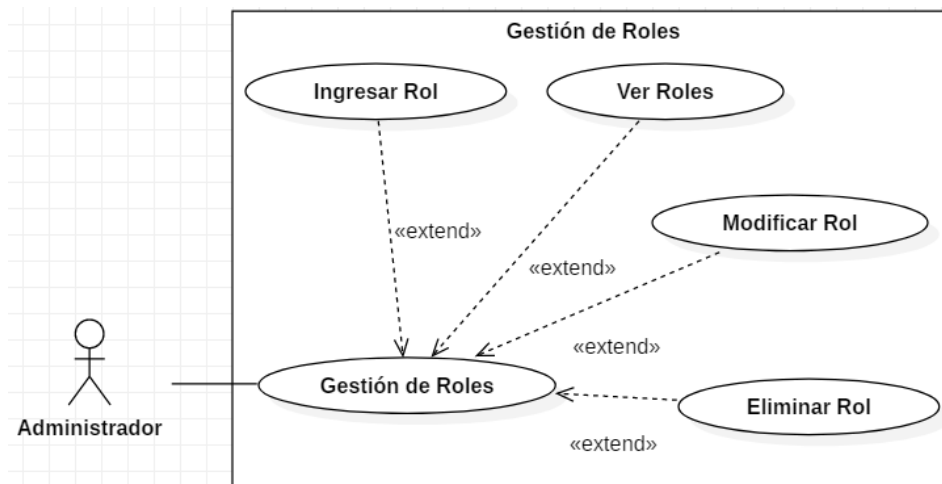 Gestión de Roles
Ingresar Rol
Ver Roles
Modificar Rol
«extend»
«extend»
«extend»
Gestión de Roles
Eliminar Rol
Administrador
«extend»